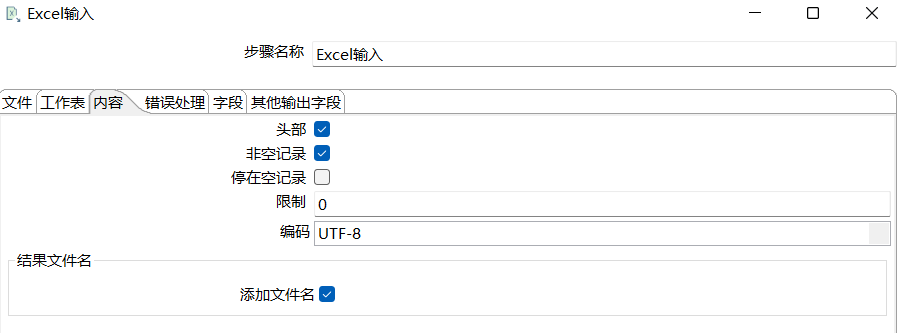 Excel输入
步骤名称 Excel输入
文件 工作表 内容 错误处理 字段 其他输出字段
头部
非空记录
停在空记录
限制 0
编码 UTF-8
结果文件名
添加文件名